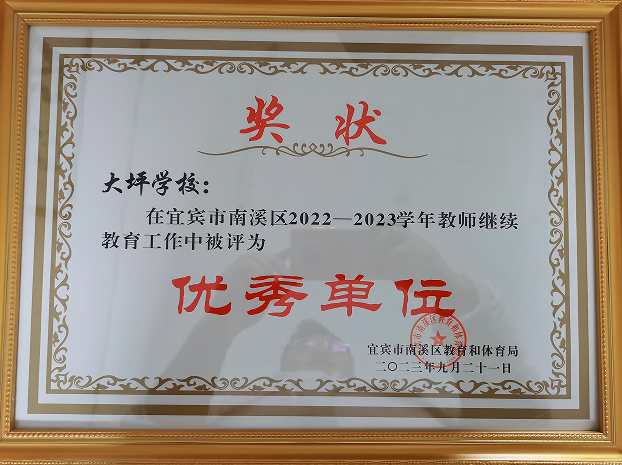 奖状
大坪学校：
在宜宾市南溪区2022—2023学年教师继续
教育工作中被评为
优秀单位
宜宾市南溪区教育和体育局
二〇二三年九月二十一日